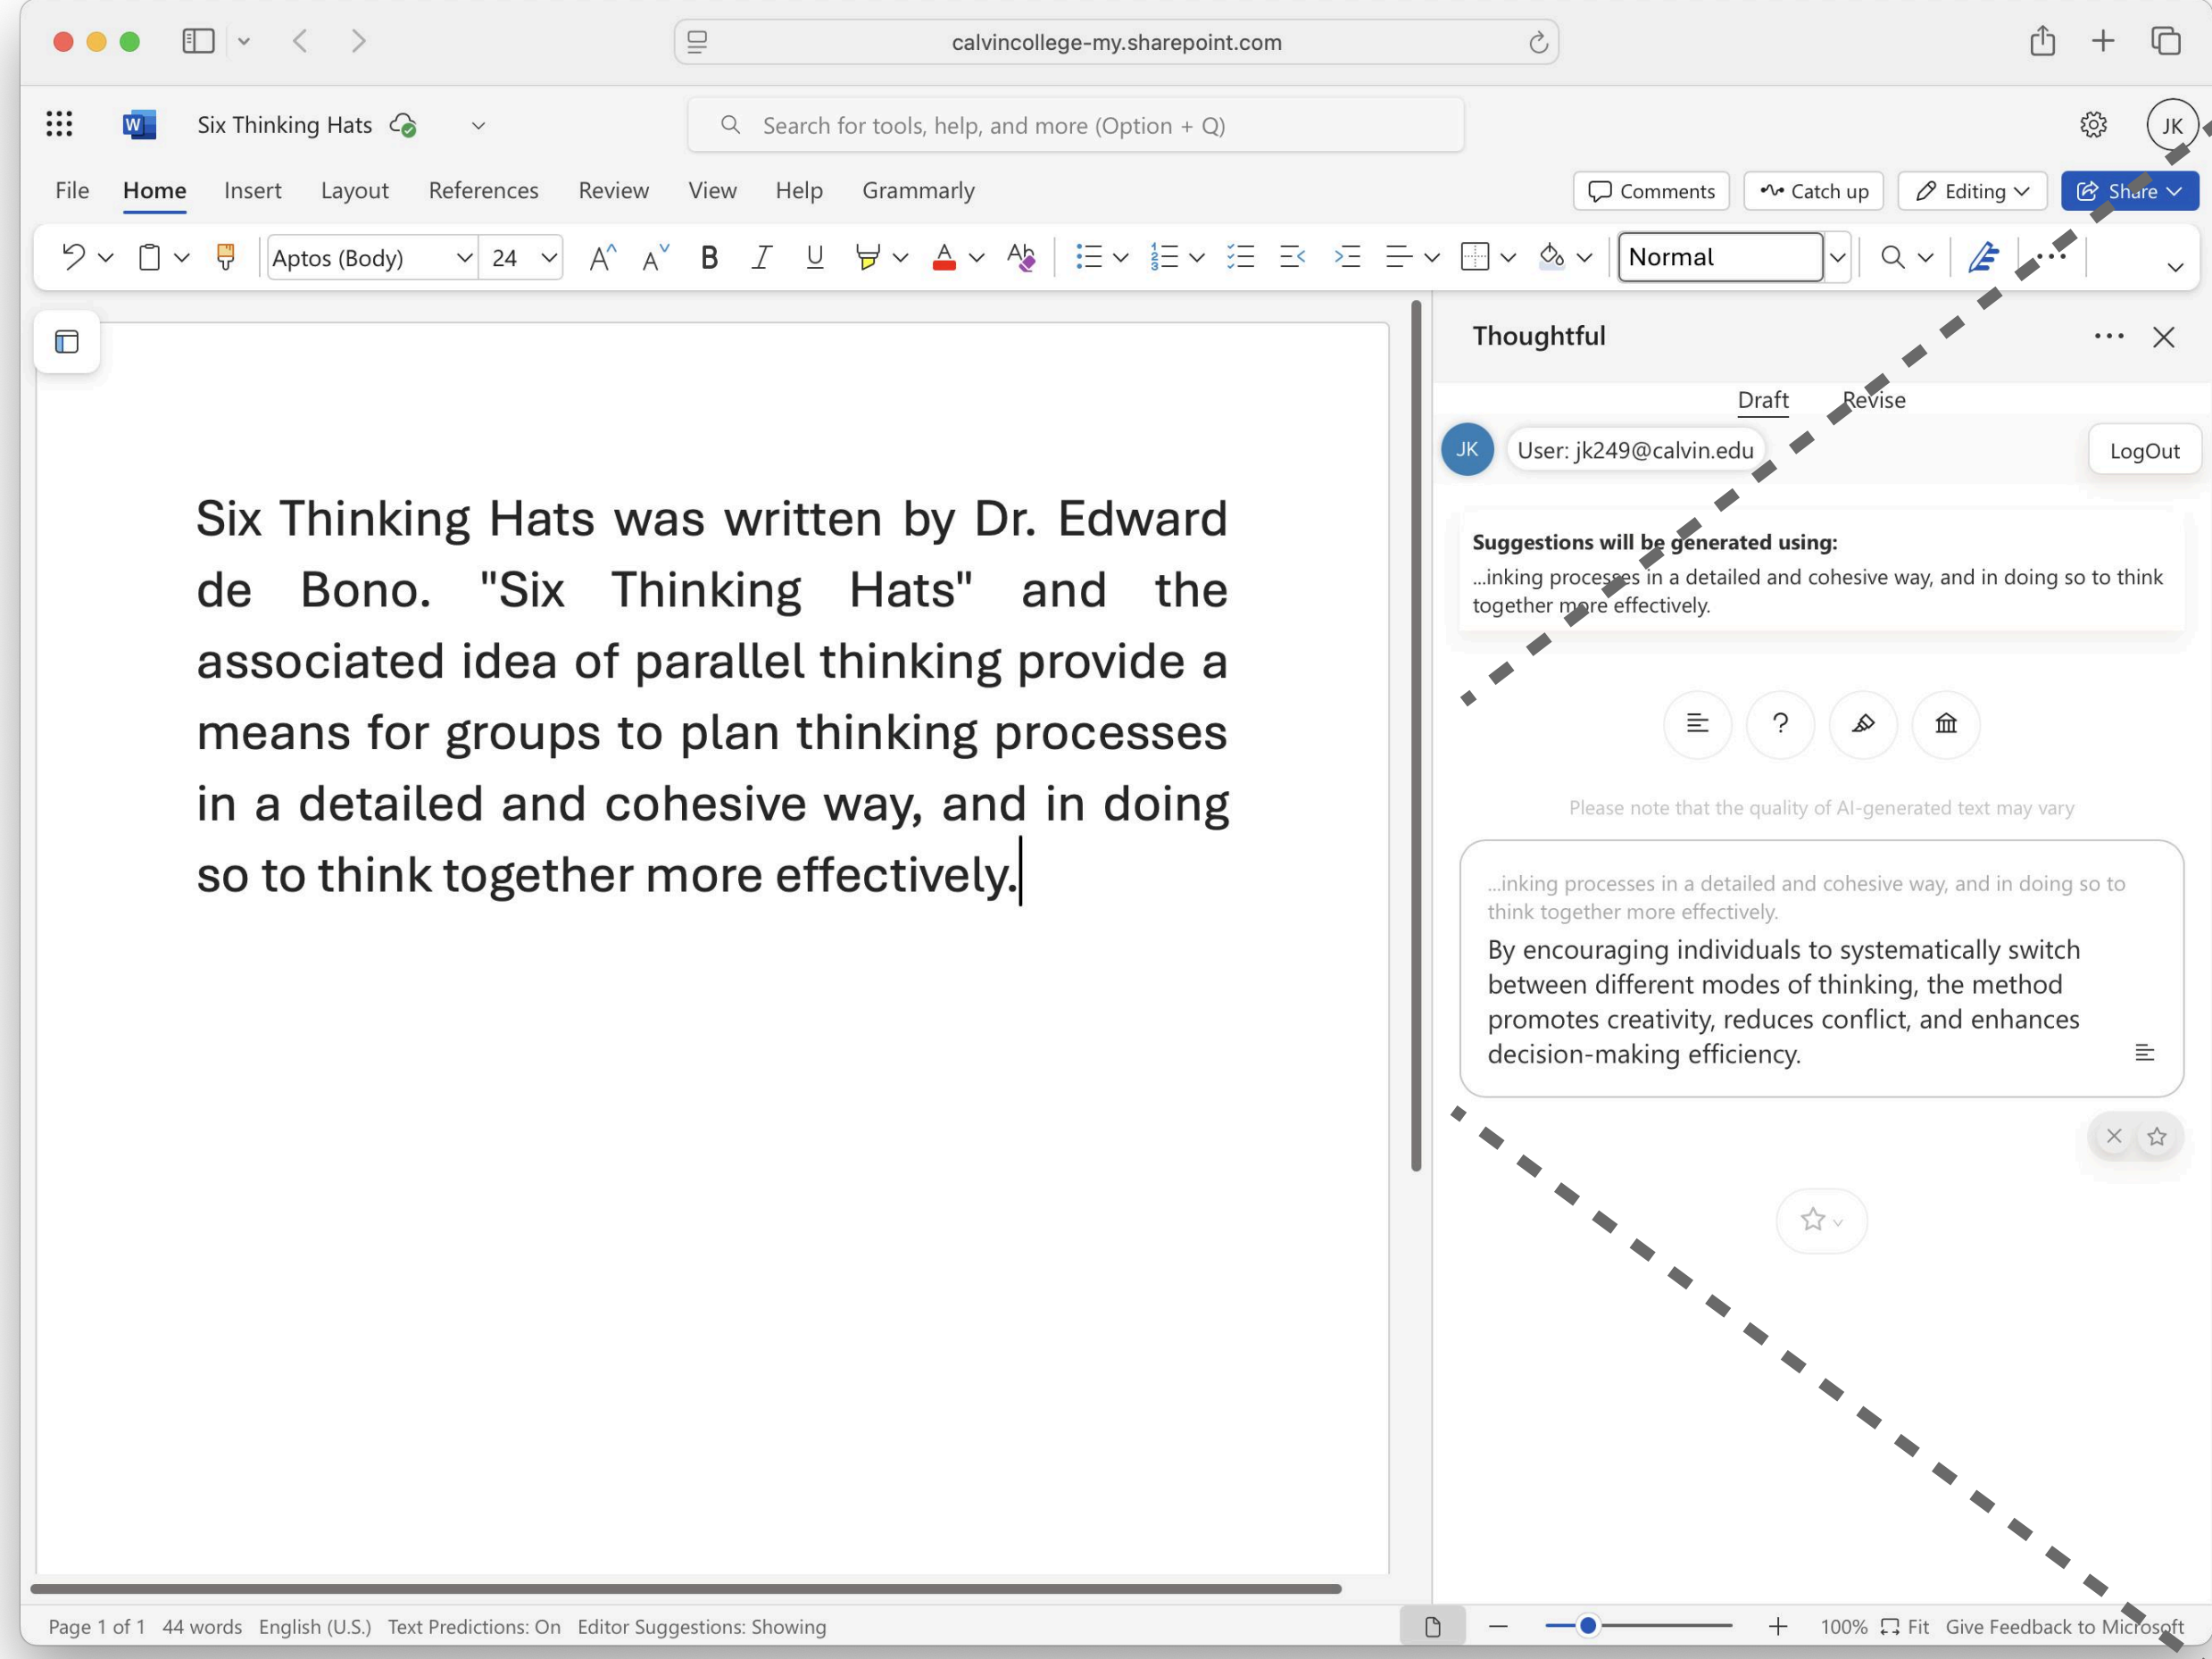 calvincollege-my.sharepoint.com
W Six Thinking Hats
Search for tools, help, and more (Option + Q)
JK
File Home Insert Layout References Review View Help Grammarly
Comments Catch up Editing Share
Aptos (Body) 24 Normal
Thoughtful
Draft Revise
JK User: jk249@calvin.edu LogOut
Six Thinking Hats was written by Dr. Edward
de Bono. "Six Thinking Hats" and the
associated idea of parallel thinking provide a
means for groups to plan thinking processes
in a detailed and cohesive way, and in doing
so to think together more effectively.
Suggestions will be generated using:
...inking processes in a detailed and cohesive way, and in doing so to think
together more effectively.
?
Please note that the quality of AI-generated text may vary
...inking processes in a detailed and cohesive way, and in doing so to
think together more effectively.
By encouraging individuals to systematically switch
between different modes of thinking, the method
promotes creativity, reduces conflict, and enhances
decision-making efficiency.
Page 1 of 1 44 words English (U.S.) Text Predictions: On Editor Suggestions: Showing
100% Fit Give Feedback to Microsoft